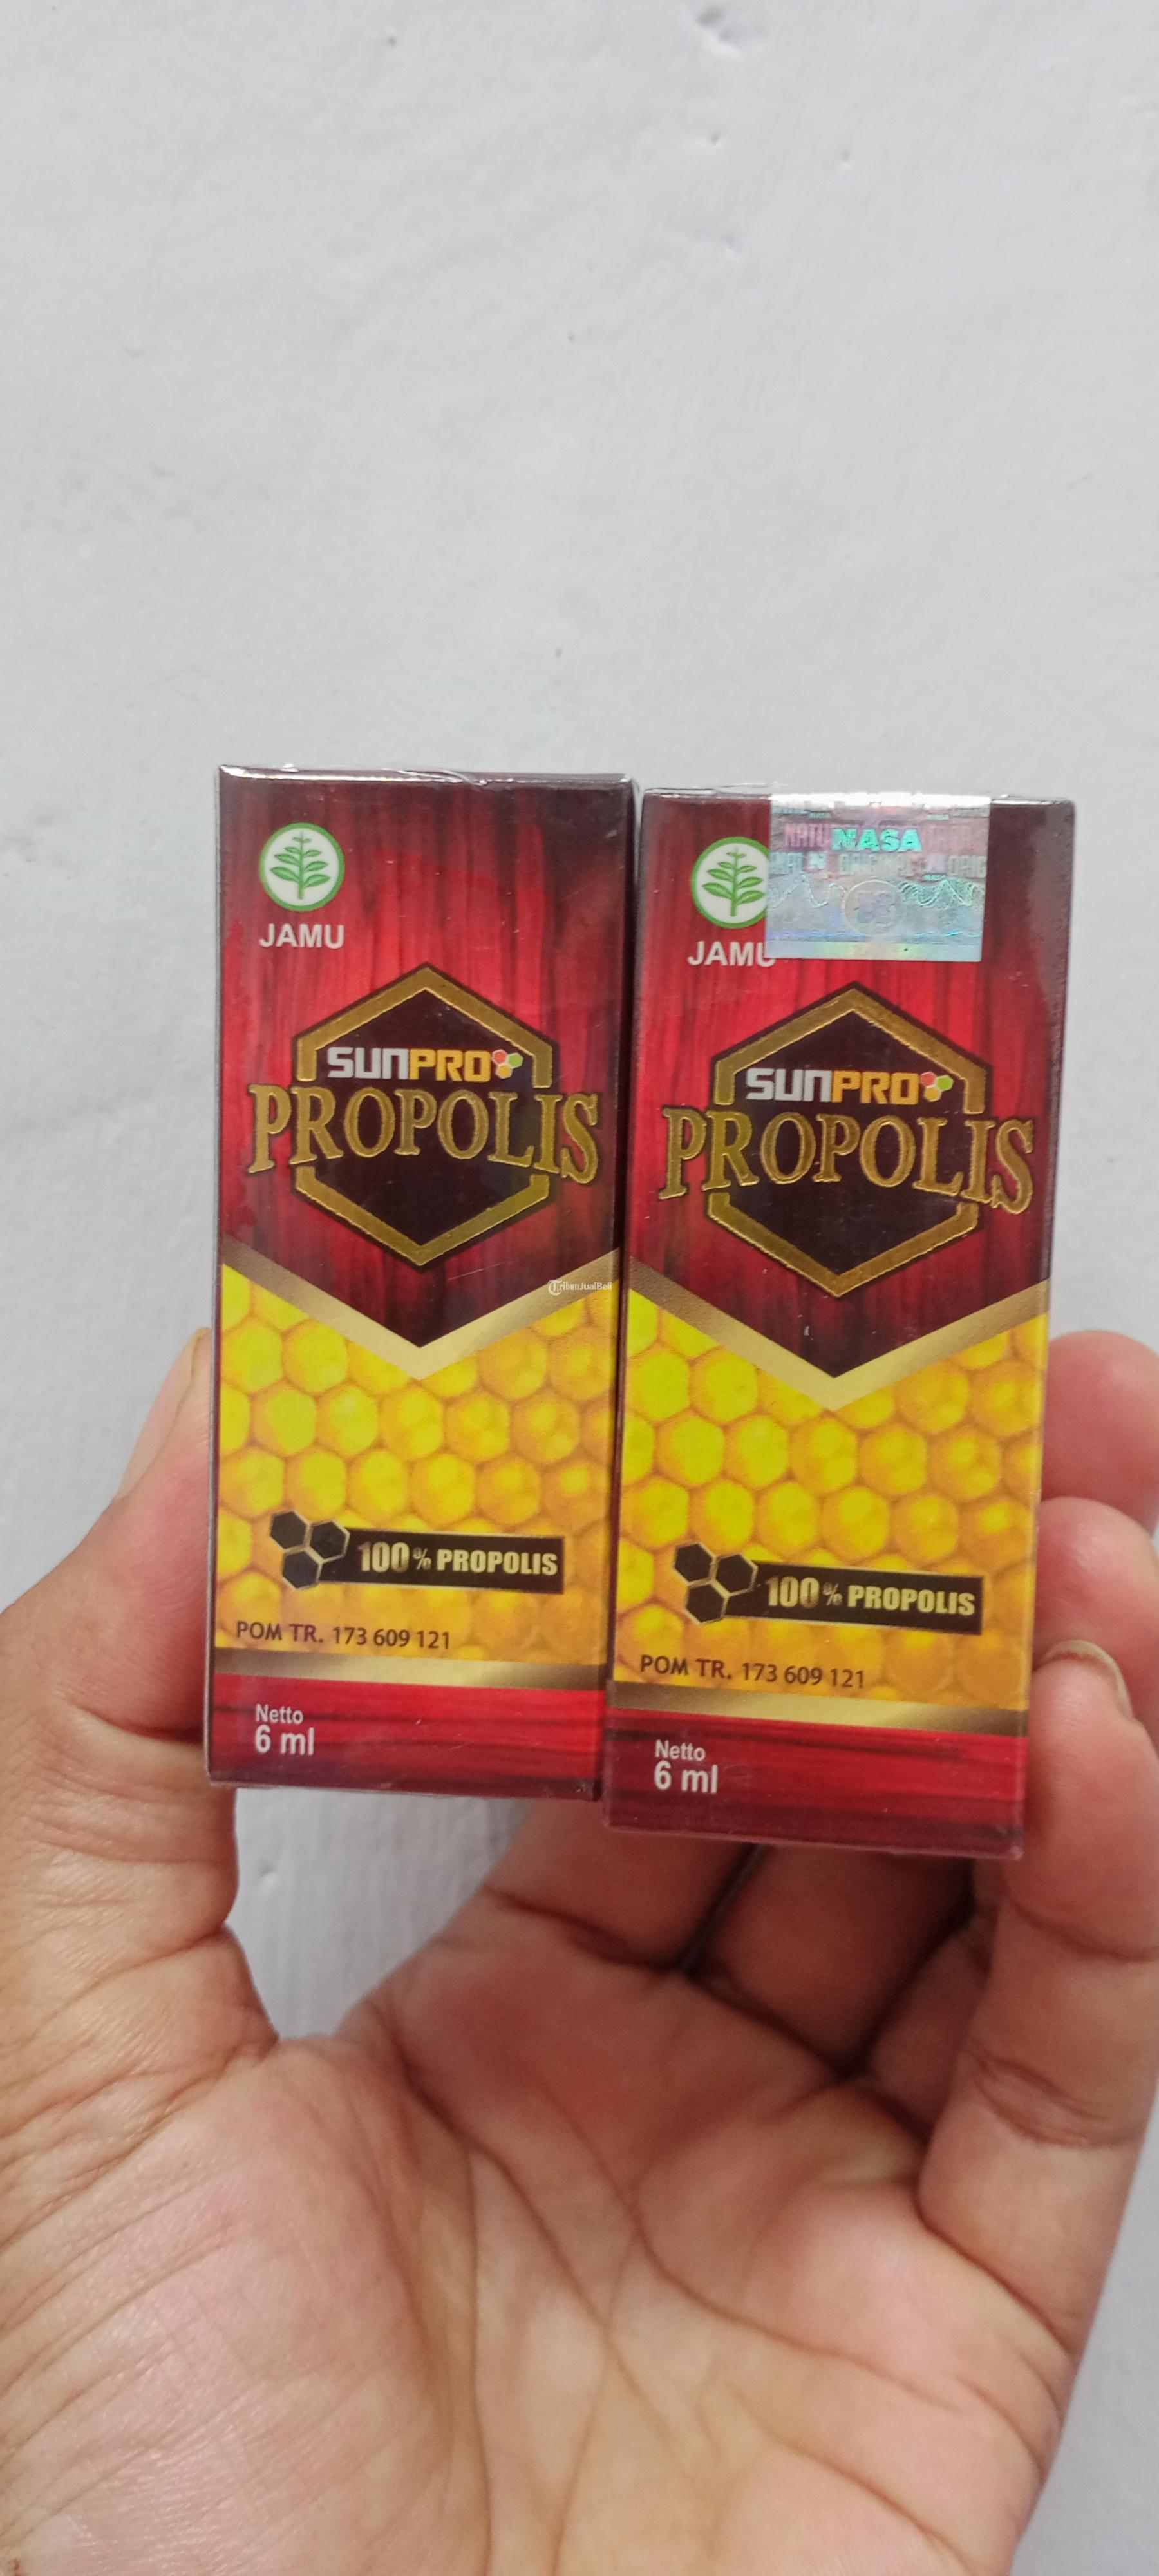 JAMU
SUNPRO
PROPOLIS
100% PROPOLIS
POM TR. 173 609 121
Netto
6 ml
NASA
JAMU
SUNPRO
PROPOLIS
100% PROPOLIS
POM TR. 173 609 121
Netto
6 ml
TribunJualBeli